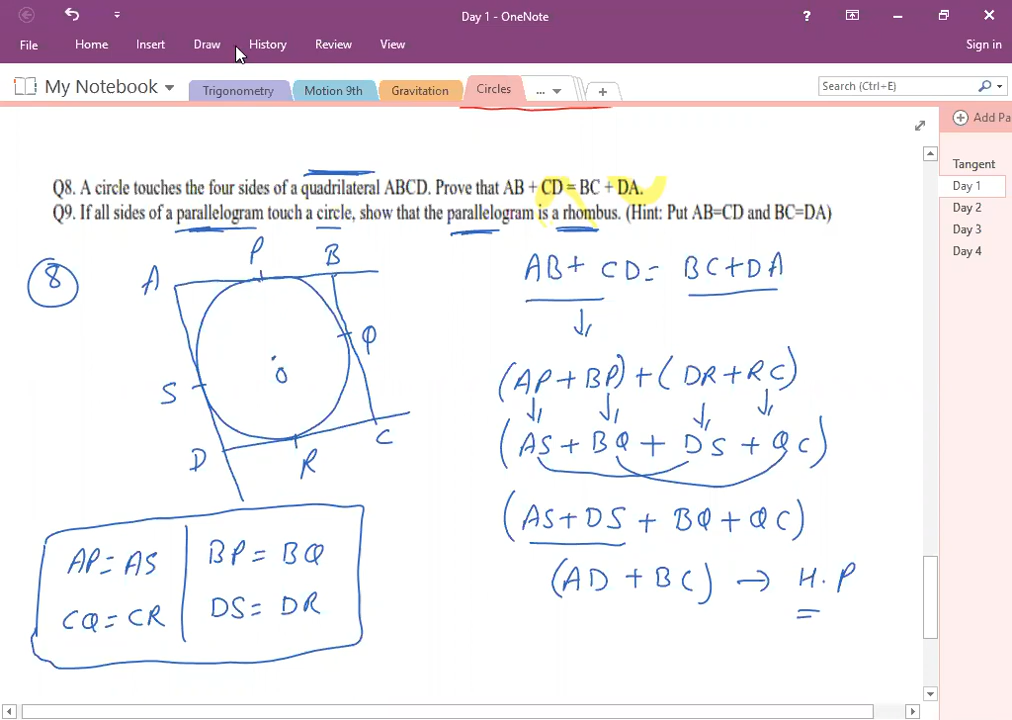 Day 1 - OneNote
?
File Home Insert Draw History Review View Sign in
My Notebook Trigonometry Motion 9th Gravitation Circles ... + Search (Ctrl+E)
Add Pa
Tangent
Day 1
Day 2
Day 3
Day 4
Q8. A circle touches the four sides of a quadrilateral ABCD. Prove that AB + CD = BC + DA.
Q9. If all sides of a parallelogram touch a circle, show that the parallelogram is a rhombus. (Hint: Put AB=CD and BC=DA)
8
A
P
B
Q
O
S
D
R
C
AB + CD = BC + DA
(AP + BP) + (DR + RC)
(AS + BQ + DS + QC)
(AS + DS + BQ + QC)
(AD + BC) → H.P
AP = AS
CQ = CR
BP = BQ
DS = DR